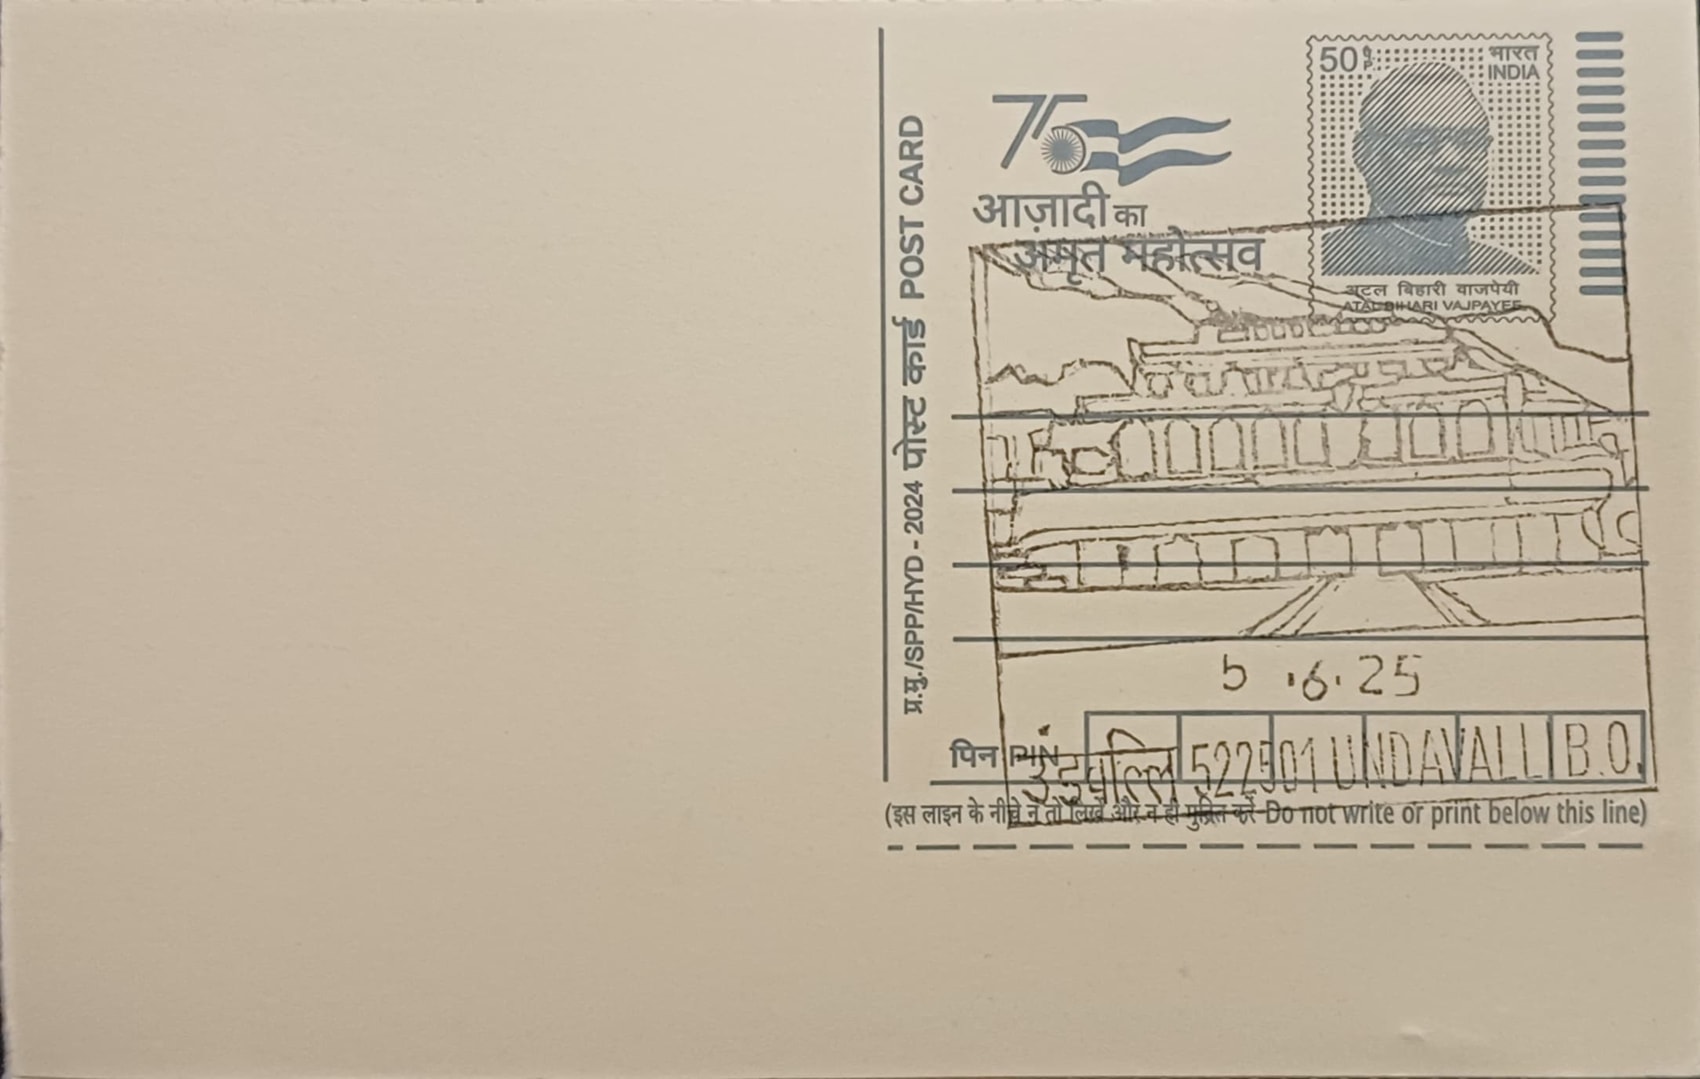 प्र.मु./SPP/HYD - 2024 पोस्ट कार्ड POST CARD
75
आज़ादी का
अमृत महोत्सव
50 P.
भारत
INDIA
अटल बिहारी वाजपेयी
ATAL BIHARI VAJPAYEE
5 .6.25
पिन PIN
उंडवल्लि 522501 UNDAVALLI B.O.
(इस लाइन के नीचे न तो लिखें और न ही मुद्रित करें-Do not write or print below this line)